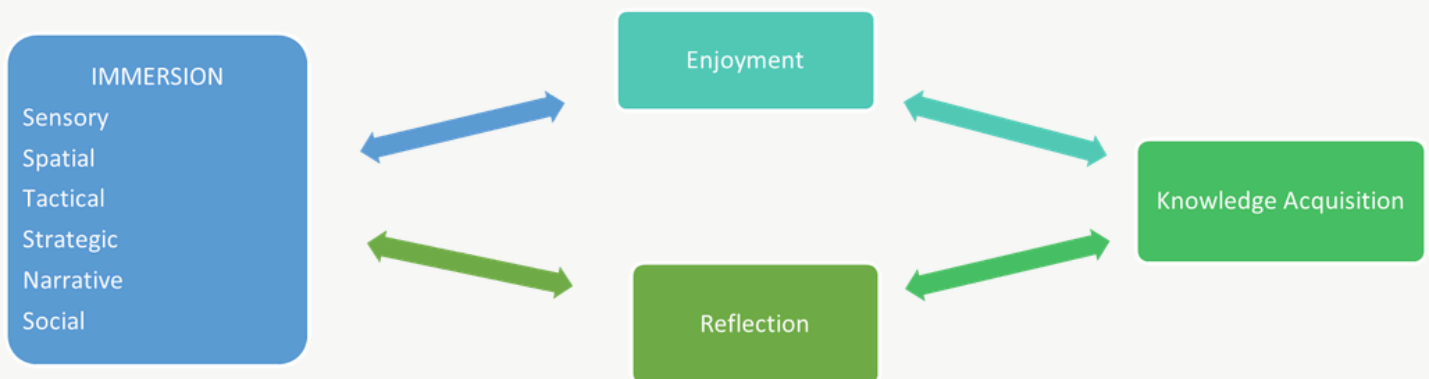 IMMERSION
Sensory
Spatial
Tactical
Strategic
Narrative
Social
Enjoyment
Reflection
Knowledge Acquisition